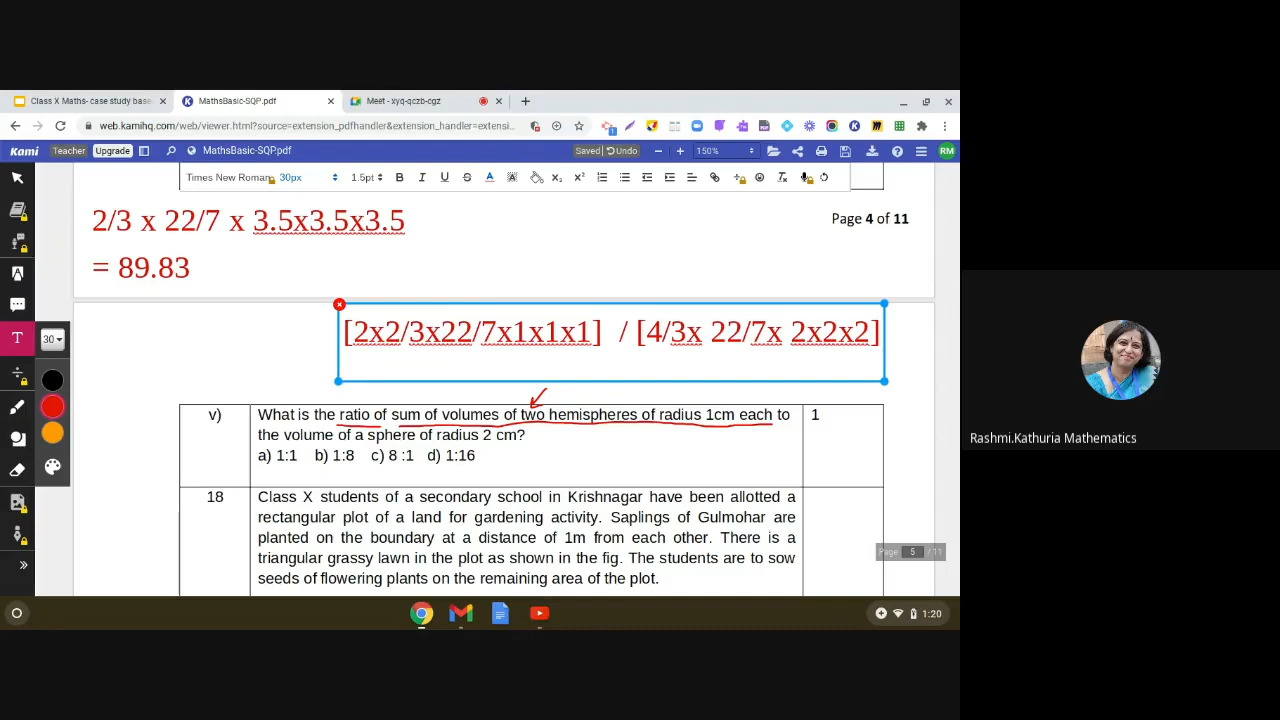 Class X Maths- case study base
MathsBasic-SQP.pdf
Meet - xyq-qczb-cgz
web.kamihq.com/web/viewer.html?source=extension_pdfhandler&extension_handler=extensi...
Kami Teacher Upgrade MathsBasic-SQP.pdf Saved Undo 150% RM
Times New Roman 30px 1.5pt B I U S A
2/3 x 22/7 x 3.5x3.5x3.5
Page 4 of 11
= 89.83
[2x2/3x22/7x1x1x1] / [4/3x 22/7x 2x2x2]
T 30
v) What is the ratio of sum of volumes of two hemispheres of radius 1cm each to 1
the volume of a sphere of radius 2 cm?
a) 1:1 b) 1:8 c) 8 :1 d) 1:16
18 Class X students of a secondary school in Krishnagar have been allotted a
rectangular plot of a land for gardening activity. Saplings of Gulmohar are
planted on the boundary at a distance of 1m from each other. There is a
triangular grassy lawn in the plot as shown in the fig. The students are to sow
seeds of flowering plants on the remaining area of the plot.
Page 5 / 11
1:20
Rashmi.Kathuria Mathematics